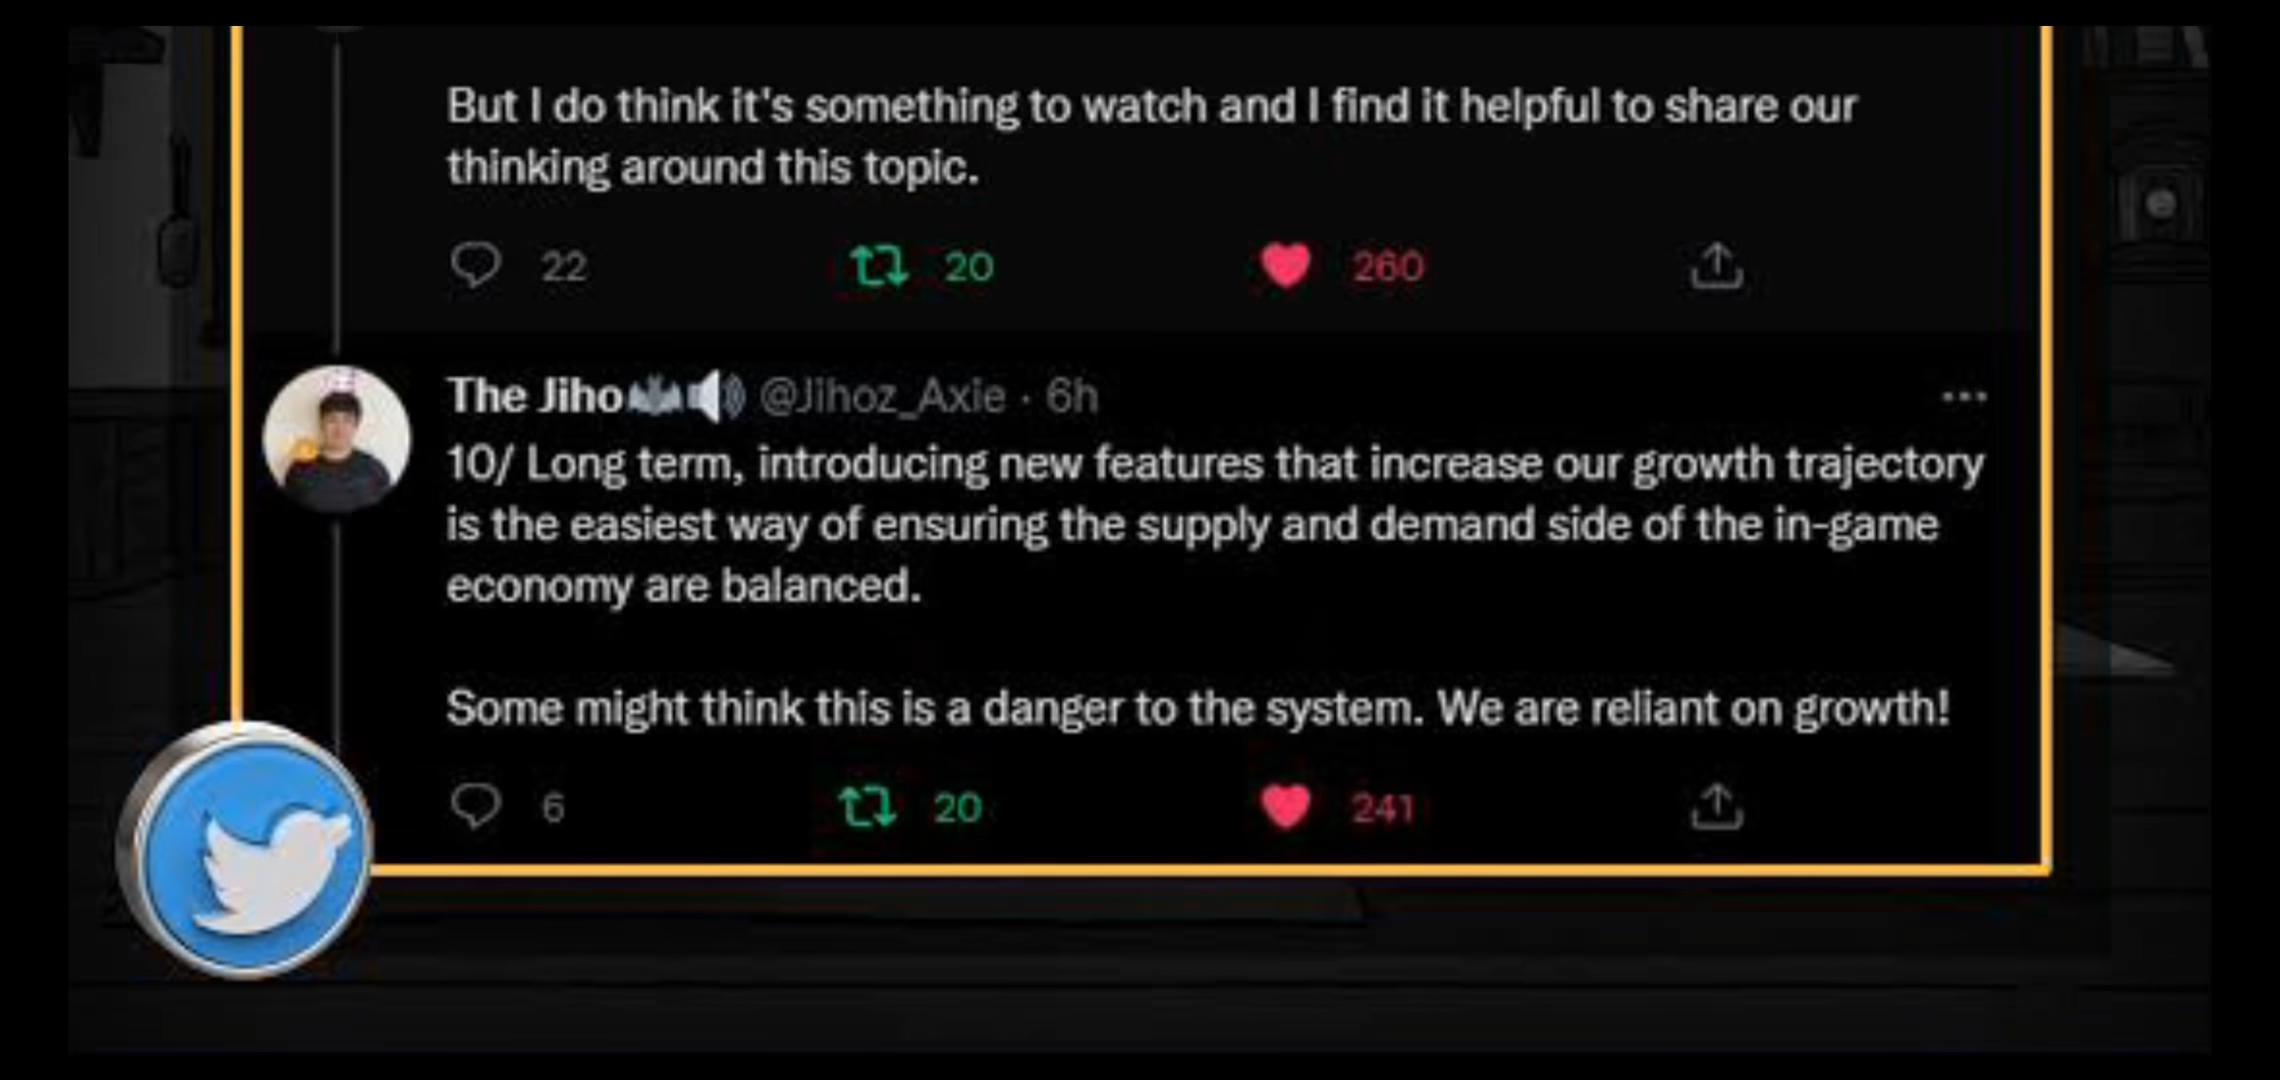 But I do think it's something to watch and I find it helpful to share our
thinking around this topic.
22 20 260
The Jiho @Jihoz_Axie · 6h
10/ Long term, introducing new features that increase our growth trajectory
is the easiest way of ensuring the supply and demand side of the in-game
economy are balanced.
Some might think this is a danger to the system. We are reliant on growth!
6 20 241